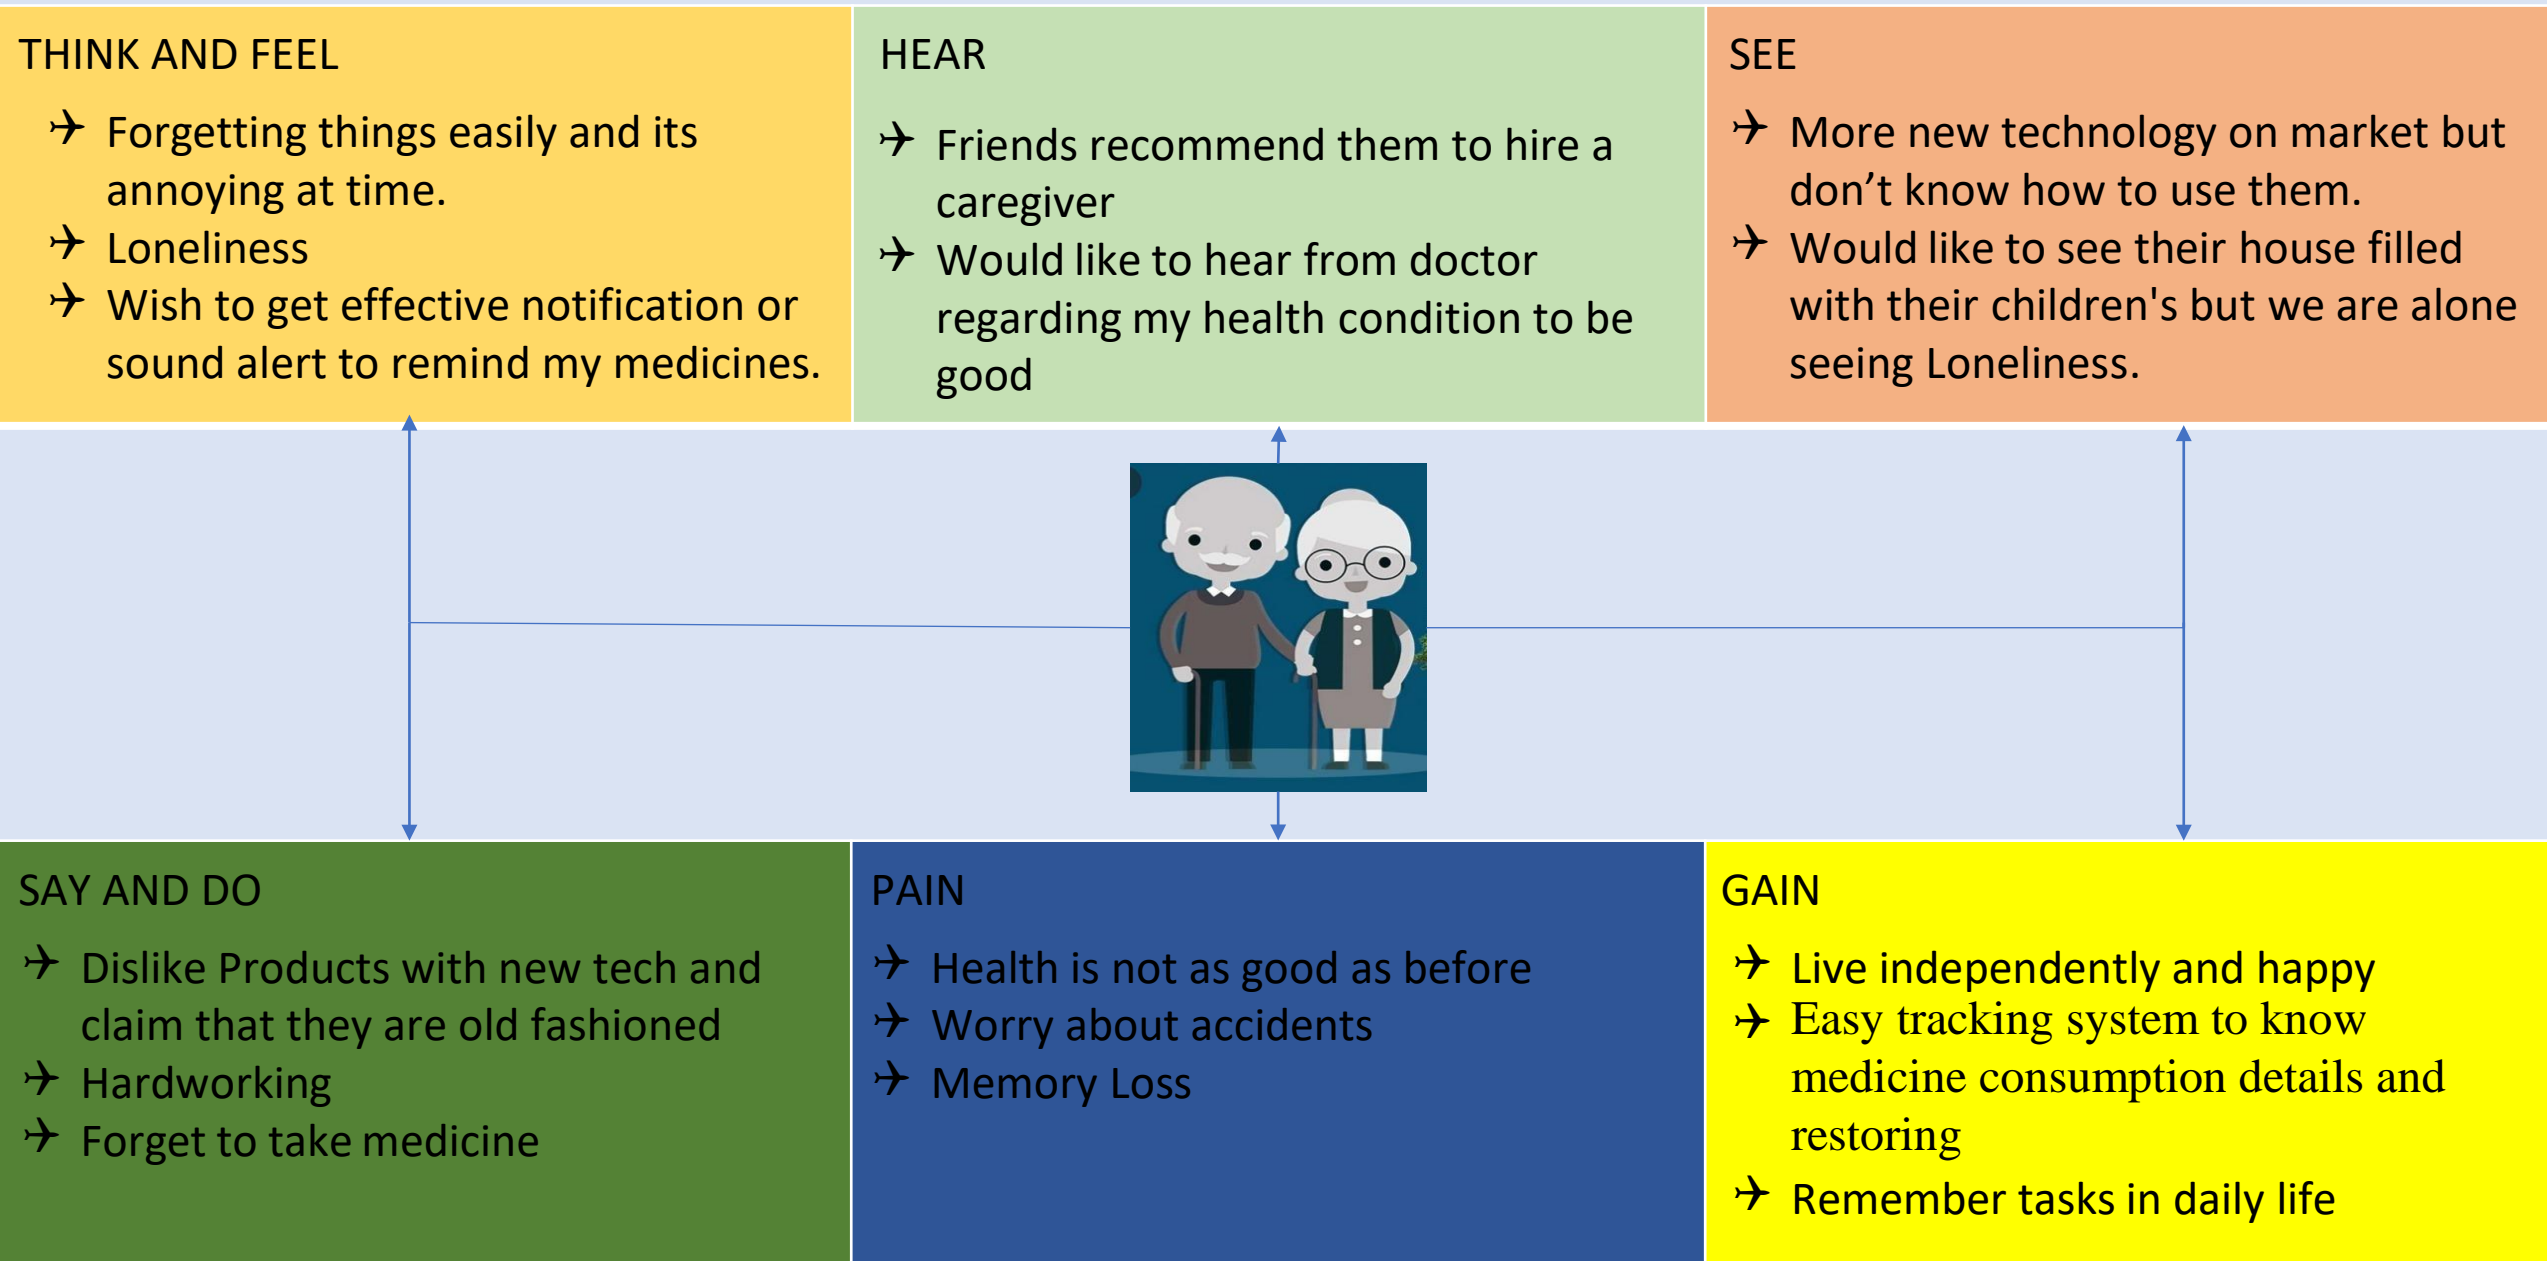 THINK AND FEEL
✈ Forgetting things easily and its
annoying at time.
✈ Loneliness
✈ Wish to get effective notification or
sound alert to remind my medicines.
HEAR
✈ Friends recommend them to hire a
caregiver
✈ Would like to hear from doctor
regarding my health condition to be
good
SEE
✈ More new technology on market but
don’t know how to use them.
✈ Would like to see their house filled
with their children's but we are alone
seeing Loneliness.
SAY AND DO
✈ Dislike Products with new tech and
claim that they are old fashioned
✈ Hardworking
✈ Forget to take medicine
PAIN
✈ Health is not as good as before
✈ Worry about accidents
✈ Memory Loss
GAIN
✈ Live independently and happy
✈ Easy tracking system to know
medicine consumption details and
restoring
✈ Remember tasks in daily life